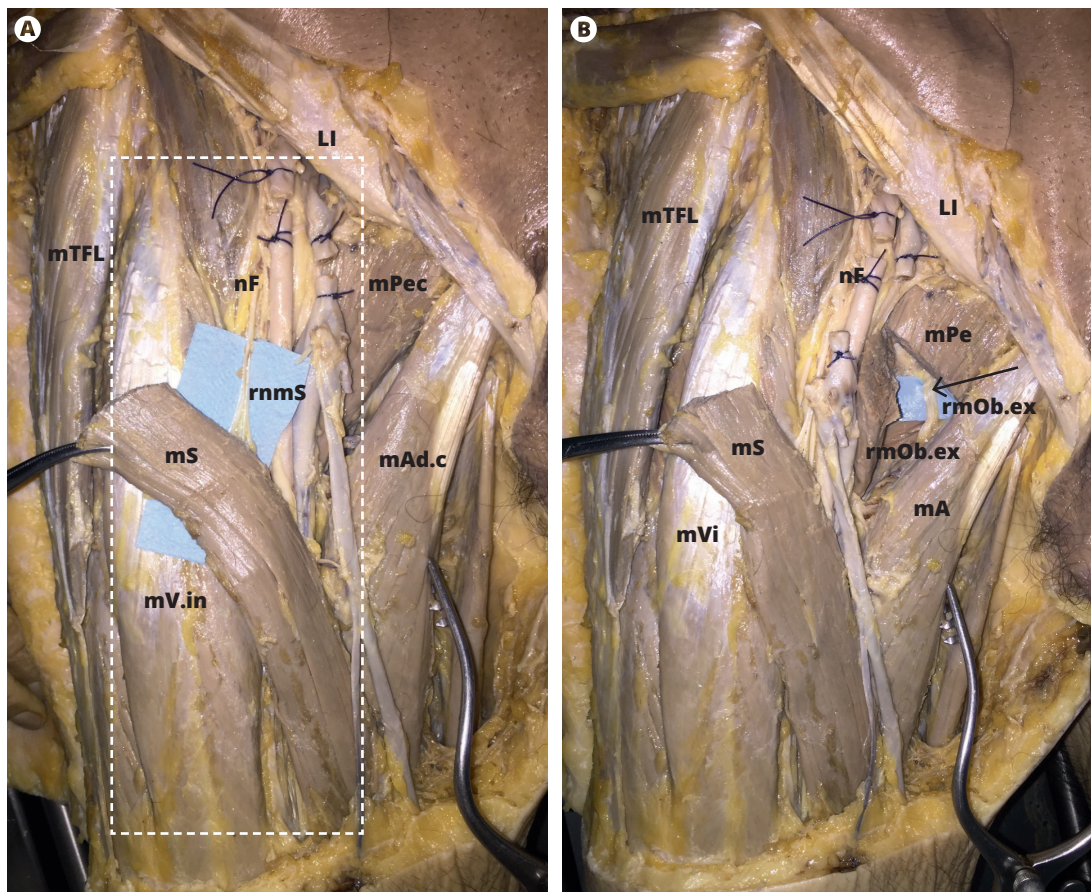 A
LI
mTFL
nF
mPec
rnmS
mS
mAd.c
mV.in
B
LI
mTFL
nF
mPe
rmOb.ex
mS
rmOb.ex
mA
mVi